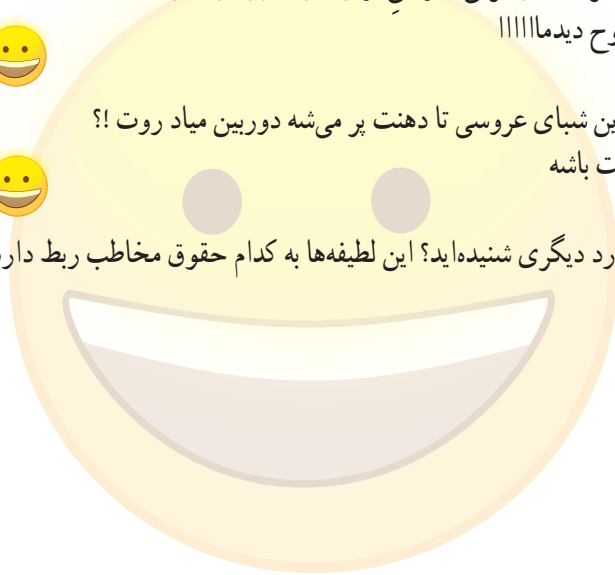 وح دیدماااااا
ین شبای عروسی تا دهنت پر می‌شه دوربین میاد روت !؟
ت باشه
رد دیگری شنیده‌اید؟ این لطیفه‌ها به کدام حقوق مخاطب ربط دار